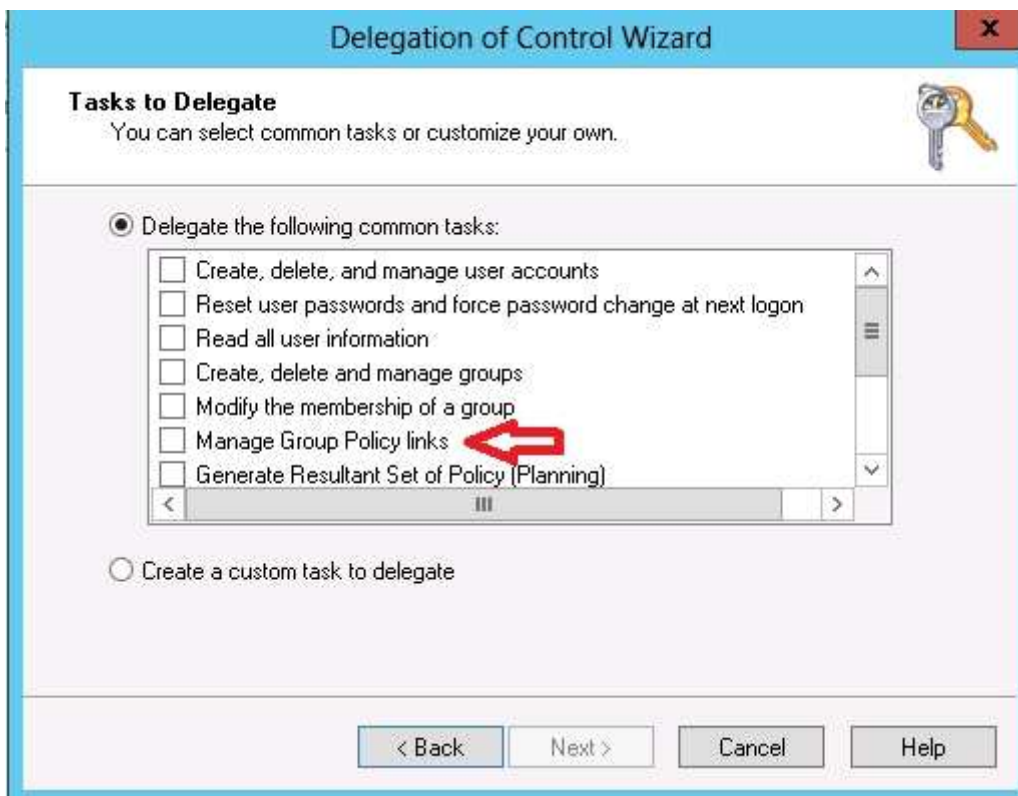 Delegation of Control Wizard
x
Tasks to Delegate
You can select common tasks or customize your own.
Delegate the following common tasks:
Create, delete, and manage user accounts
Reset user passwords and force password change at next logon
Read all user information
Create, delete and manage groups
Modify the membership of a group
Manage Group Policy links
Generate Resultant Set of Policy (Planning)
Create a custom task to delegate
< Back Next > Cancel Help